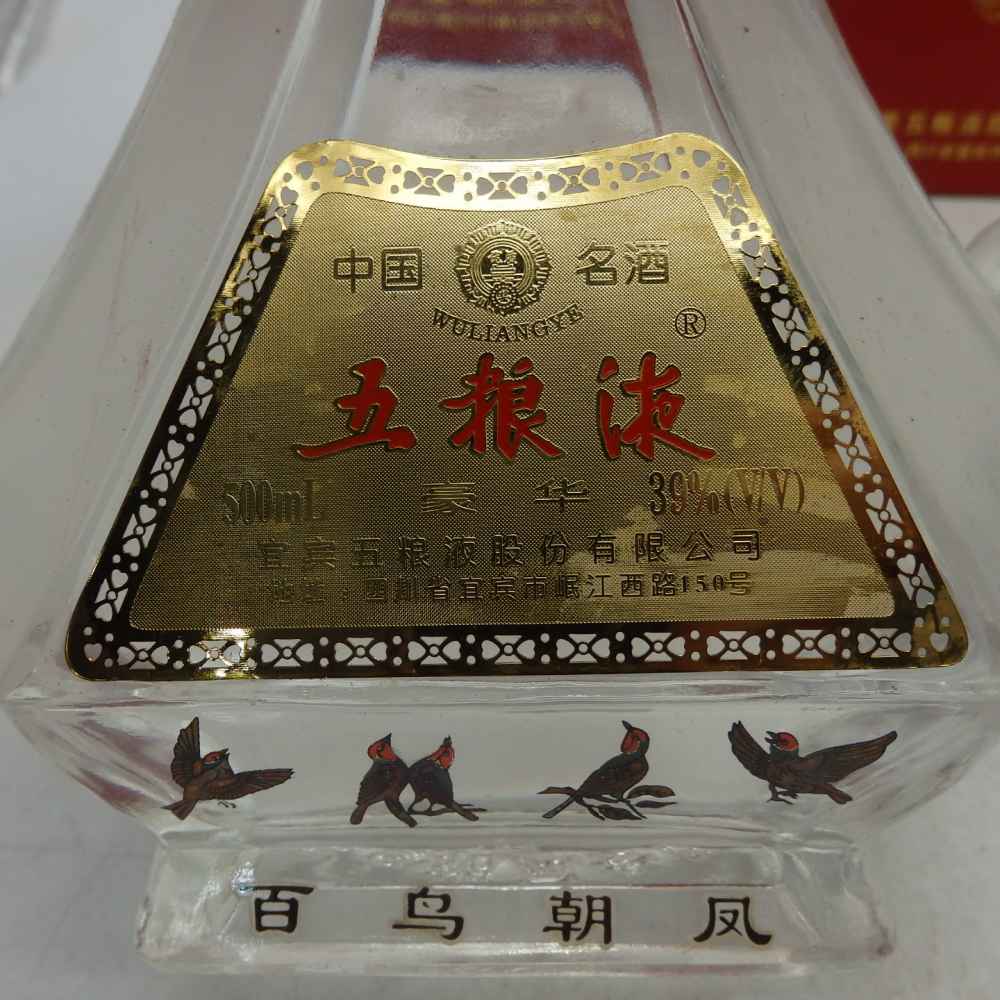 中国 名酒
WULIANGYE
®
五粮液
500mL 豪华 39%(V/V)
宜宾五粮液股份有限公司
地址：四川省宜宾市岷江西路150号
百鸟朝凤